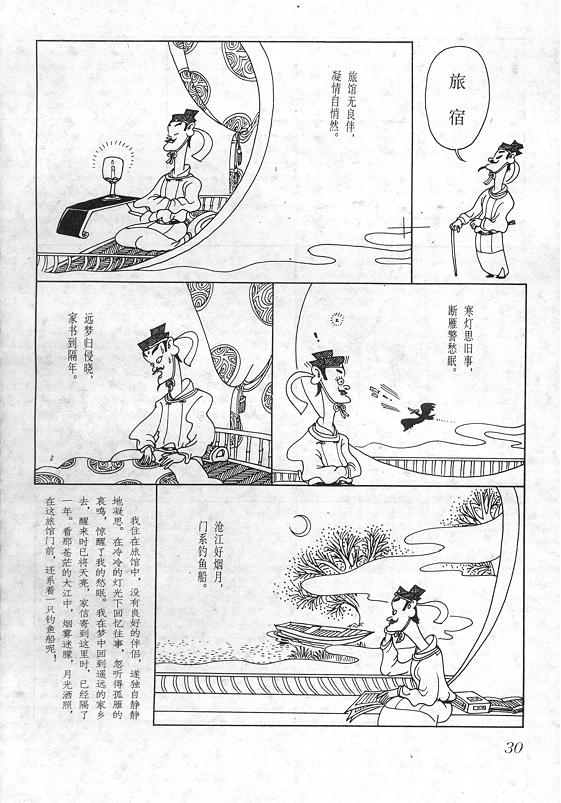 旅
宿
旅馆无良伴，
凝情自悄然。
寒灯思旧事，
断雁警愁眠。
远梦归侵晓，
家书到隔年。
沧江好烟月，
门系钓鱼船。
我住在旅馆中，没有良好的伴侣，遂独自静静
地凝思。在冷冷的灯光下回忆往事，忽听得孤雁的
哀鸣，惊醒了我的愁眠。我在梦中回到遥远的家乡
去，醒来时已将天亮，家信寄到这里时，已经隔了
一年。看那苍茫的大江中，烟雾迷朦，月光洒照，
在这旅馆门前，还系着一只钓鱼船呢！
30